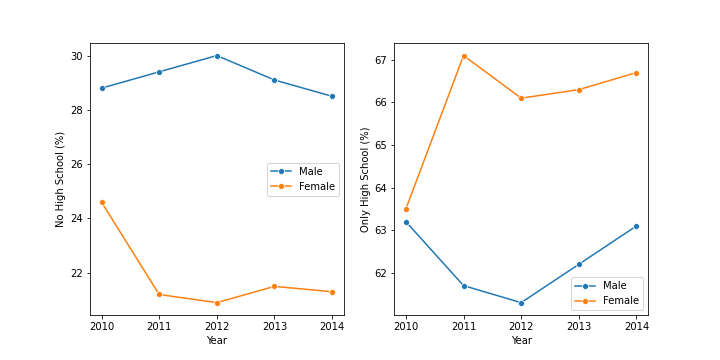 30
28
26
24
22
No High School (%)
Male
Female
2010 2011 2012 2013 2014
Year
67
66
65
64
63
62
Only High School (%)
Male
Female
2010 2011 2012 2013 2014
Year